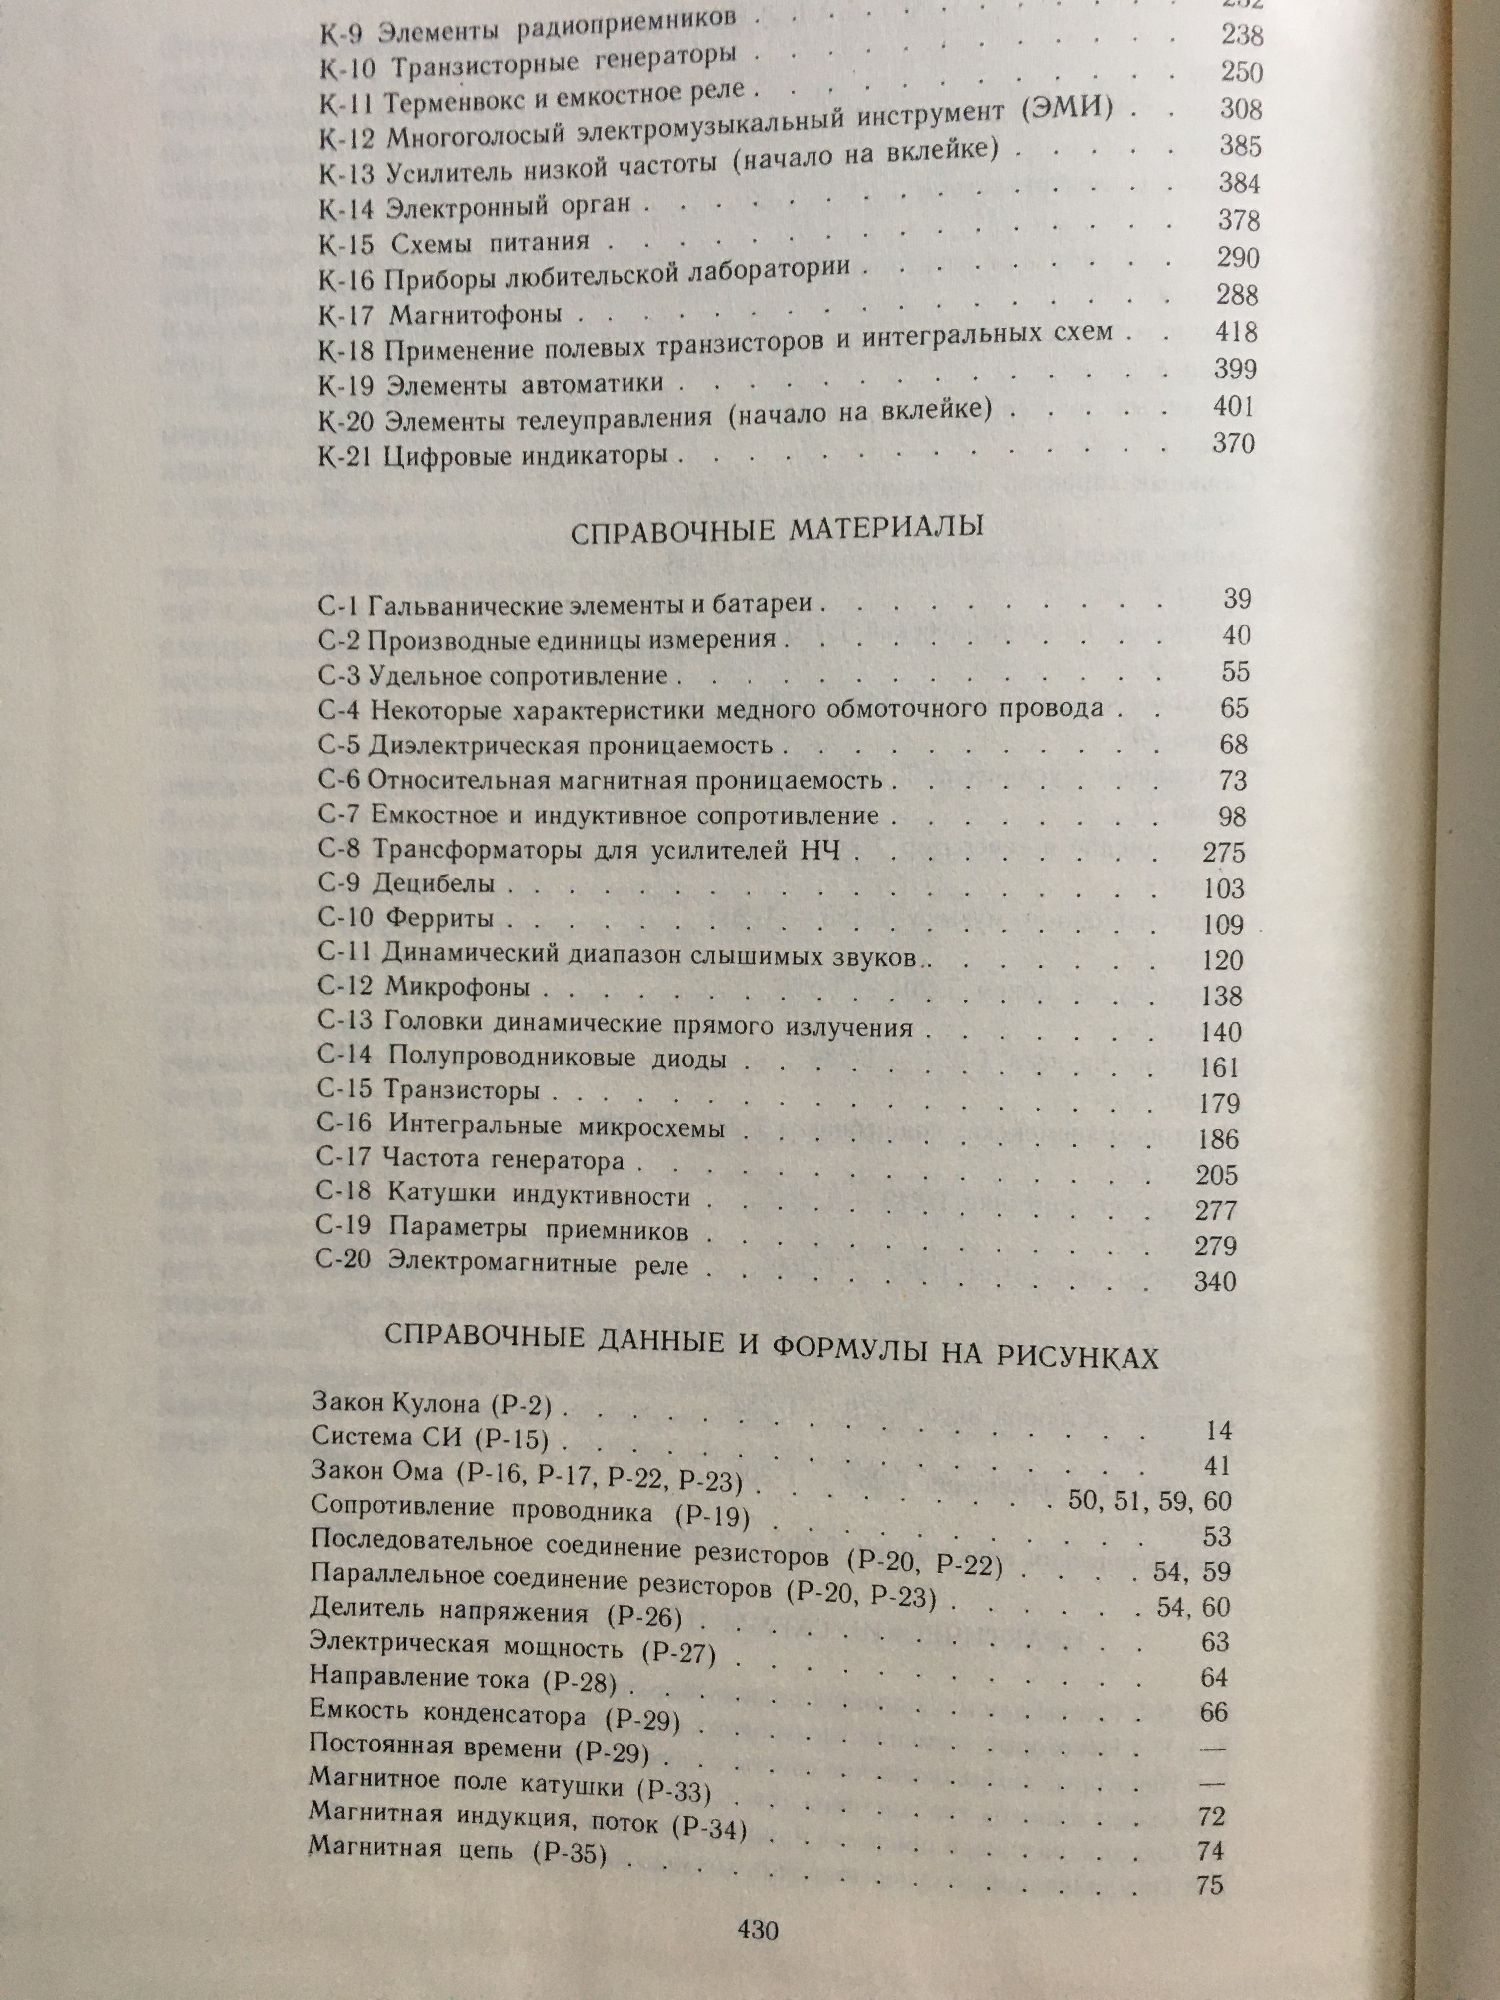 К-9 Элементы радиоприемников . . . . . . . . . . . 232
К-10 Транзисторные генераторы . . . . . . . . . . . 238
К-11 Терменвокс и емкостное реле . . . . . . . . . . . 250
К-12 Многоголосый электромузыкальный инструмент (ЭМИ) . . 308
К-13 Усилитель низкой частоты (начало на вклейке) . . . . . 385
К-14 Электронный орган . . . . . . . . . . . . . . 384
К-15 Схемы питания . . . . . . . . . . . . . . . 378
К-16 Приборы любительской лаборатории . . . . . . . . . 290
К-17 Магнитофоны . . . . . . . . . . . . . . . . 288
К-18 Применение полевых транзисторов и интегральных схем . . 418
К-19 Элементы автоматики . . . . . . . . . . . . . . 399
К-20 Элементы телеуправления (начало на вклейке) . . . . . 401
К-21 Цифровые индикаторы . . . . . . . . . . . . . . 370
СПРАВОЧНЫЕ МАТЕРИАЛЫ
С-1 Гальванические элементы и батареи . . . . . . . . . . 39
С-2 Производные единицы измерения . . . . . . . . . . . 40
С-3 Удельное сопротивление . . . . . . . . . . . . . . 55
С-4 Некоторые характеристики медного обмоточного провода . . 65
С-5 Диэлектрическая проницаемость . . . . . . . . . . . 68
С-6 Относительная магнитная проницаемость . . . . . . . . 73
С-7 Емкостное и индуктивное сопротивление . . . . . . . . 98
С-8 Трансформаторы для усилителей НЧ . . . . . . . . . 275
С-9 Децибелы . . . . . . . . . . . . . . . . . . 103
С-10 Ферриты . . . . . . . . . . . . . . . . . . 109
С-11 Динамический диапазон слышимых звуков . . . . . . . 120
С-12 Микрофоны . . . . . . . . . . . . . . . . . 138
С-13 Головки динамические прямого излучения . . . . . . . 140
С-14 Полупроводниковые диоды . . . . . . . . . . . . 161
С-15 Транзисторы . . . . . . . . . . . . . . . . . 179
С-16 Интегральные микросхемы . . . . . . . . . . . . 186
С-17 Частота генератора . . . . . . . . . . . . . . . 205
С-18 Катушки индуктивности . . . . . . . . . . . . . 277
С-19 Параметры приемников . . . . . . . . . . . . . 279
С-20 Электромагнитные реле . . . . . . . . . . . . . 340
СПРАВОЧНЫЕ ДАННЫЕ И ФОРМУЛЫ НА РИСУНКАХ
Закон Кулона (Р-2) . . . . . . . . . . . . . . . . . 14
Система СИ (Р-15) . . . . . . . . . . . . . . . . . 41
Закон Ома (Р-16, Р-17, Р-22, Р-23) . . . . . . . . . 50, 51, 59, 60
Сопротивление проводника (Р-19) . . . . . . . . . . . . 53
Последовательное соединение резисторов (Р-20, Р-22) . . . . 54, 59
Параллельное соединение резисторов (Р-20, Р-23) . . . . . . 54, 60
Делитель напряжения (Р-26) . . . . . . . . . . . . . 63
Электрическая мощность (Р-27) . . . . . . . . . . . . 64
Направление тока (Р-28) . . . . . . . . . . . . . . . 66
Емкость конденсатора (Р-29) . . . . . . . . . . . . . —
Постоянная времени (Р-29) . . . . . . . . . . . . . . —
Магнитное поле катушки (Р-33) . . . . . . . . . . . . 72
Магнитная индукция, поток (Р-34) . . . . . . . . . . . 74
Магнитная цепь (Р-35) . . . . . . . . . . . . . . . 75
430